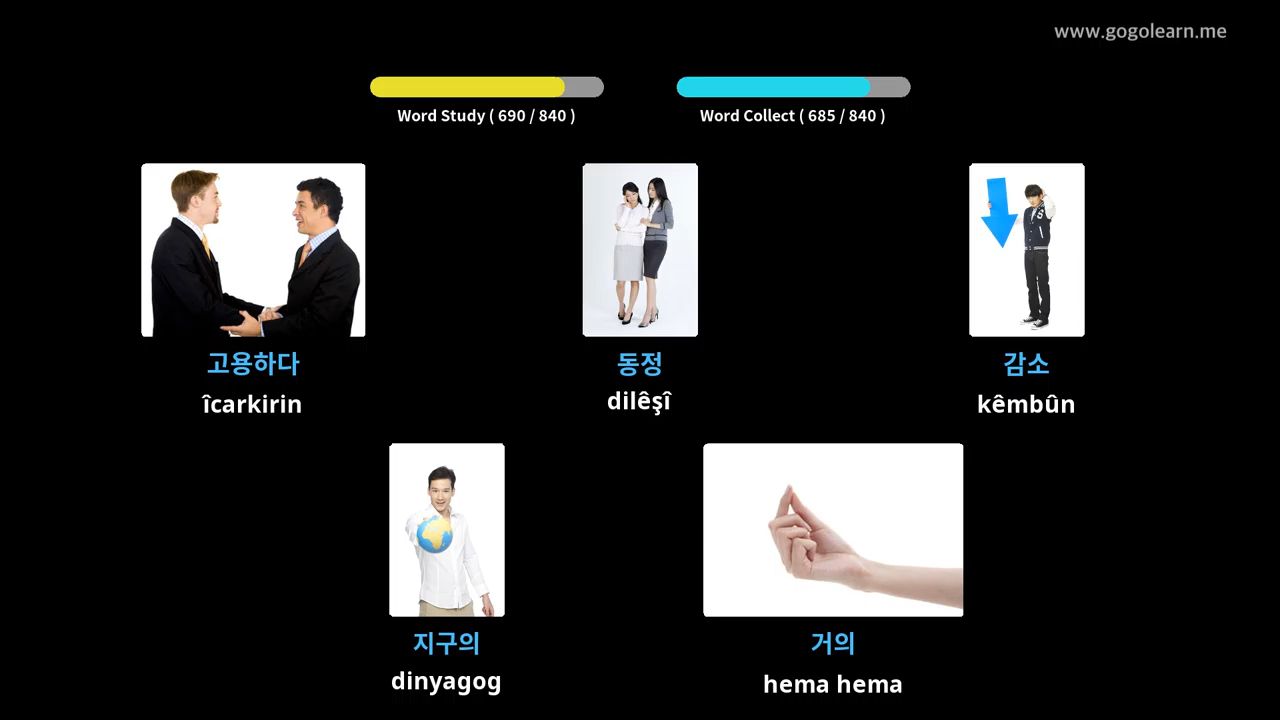 www.gogolearn.me
Word Study ( 690 / 840 )
Word Collect ( 685 / 840 )
고용하다
îcarkirin
동정
dilêşî
감소
kêmbûn
지구의
dinyagog
거의
hema hema